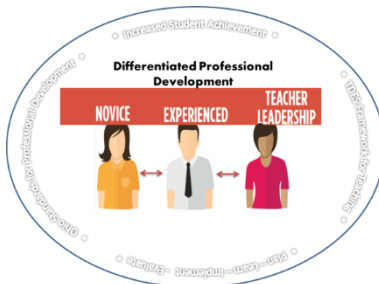 Increased Student Achievement
Differentiated Professional
Development
NOVICE
EXPERIENCED
TEACHER
LEADERSHIP
TDES Framework for Teaching
Plan – Learn – Implement - Evaluate
Ohio Standards for Professional Development